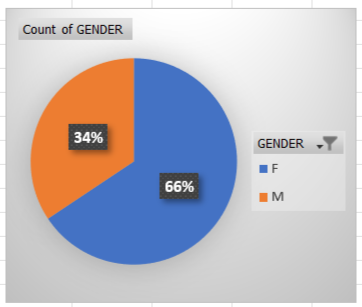 Count of GENDER
34%
66%
GENDER
F
M